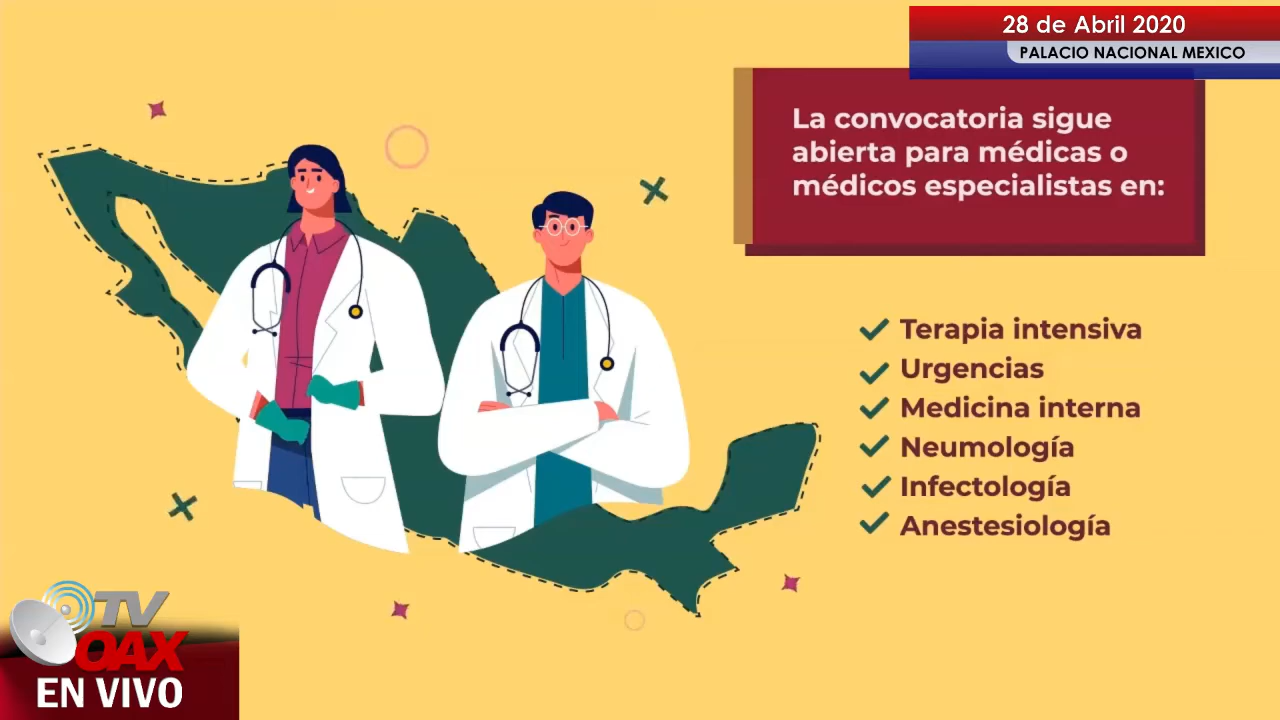 28 de Abril 2020
PALACIO NACIONAL MEXICO
La convocatoria sigue
abierta para médicas o
médicos especialistas en:
Terapia intensiva
Urgencias
Medicina interna
Neumología
Infectología
Anestesiología
TV
OAX
EN VIVO